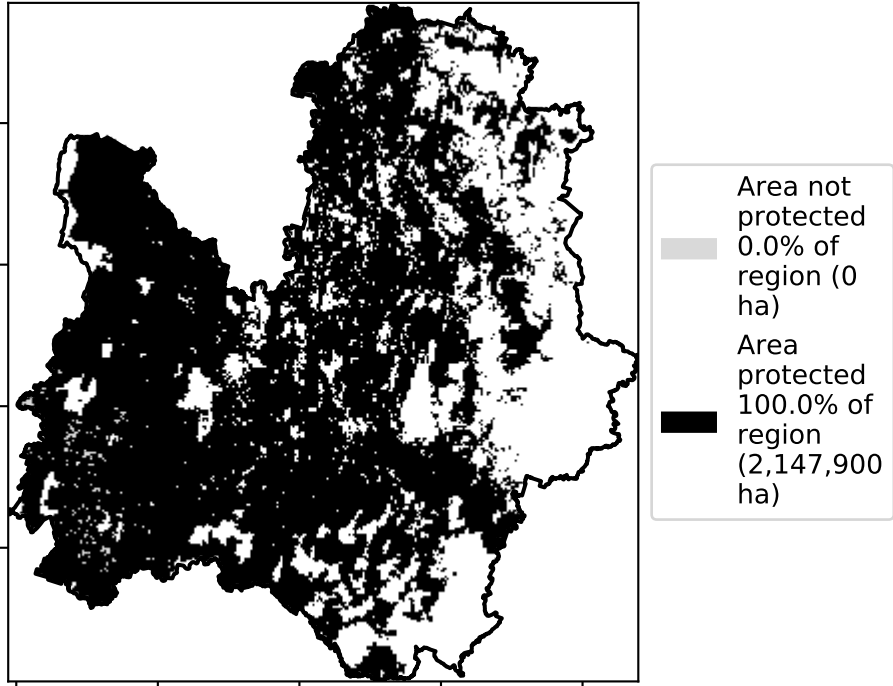 Area not
protected
0.0% of
region (0
ha)
Area
protected
100.0% of
region
(2,147,900
ha)